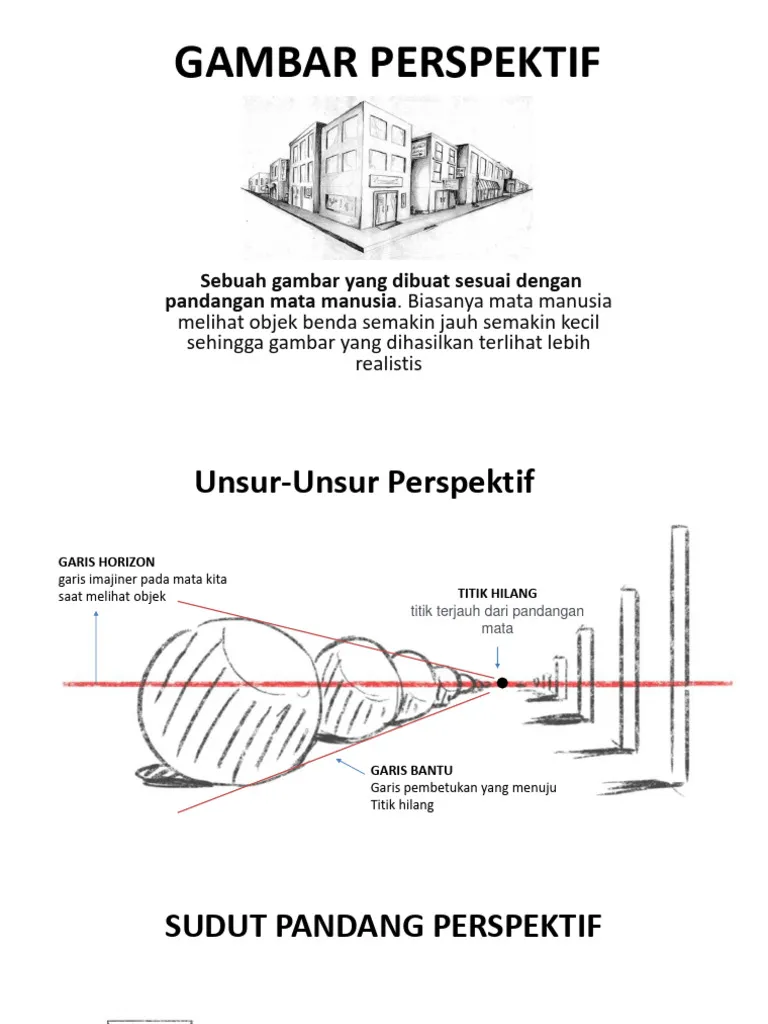 GAMBAR PERSPEKTIF
Sebuah gambar yang dibuat sesuai dengan
pandangan mata manusia. Biasanya mata manusia
melihat objek benda semakin jauh semakin kecil
sehingga gambar yang dihasilkan terlihat lebih
realistis
Unsur-Unsur Perspektif
GARIS HORIZON
garis imajiner pada mata kita
saat melihat objek
TITIK HILANG
titik terjauh dari pandangan
mata
GARIS BANTU
Garis pembetukan yang menuju
Titik hilang
SUDUT PANDANG PERSPEKTIF